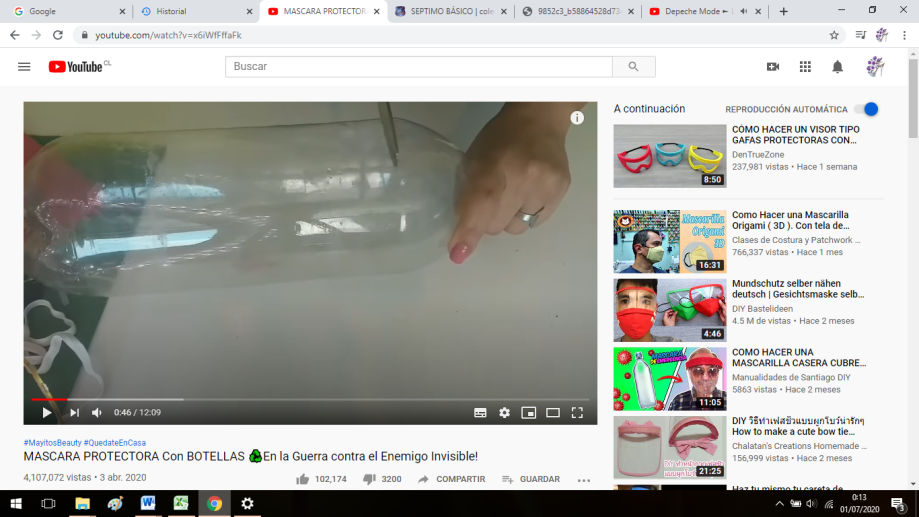 Google
Historial
MASCARA PROTECTOR
SEPTIMO BÁSICO | cole
9852c3_b58864528d73
Depeche Mode ►
youtube.com/watch?v=x6iWfFffaFk
YouTube CL
Buscar
A continuación
REPRODUCCIÓN AUTOMÁTICA
CÓMO HACER UN VISOR TIPO
GAFAS PROTECTORAS CON...
DenTrueZone
237,981 vistas • Hace 1 semana
8:50
Mascarilla
Origami
3D
16:31
Como Hacer una Mascarilla
Origami ( 3D ). Con tela de...
Clases de Costura y Patchwork ...
766,337 vistas • Hace 1 mes
4:46
Mundschutz selber nähen
deutsch | Gesichtsmaske selb...
DIY Bastelideen
4.5 M de vistas • Hace 2 meses
MASCARA
DE EMERGENCIA
11:05
COMO HACER UNA
MASCARILLA CASERA CUBRE...
Manualidades de Santiago DIY
5863 vistas • Hace 2 meses
21:25
DIY วิธีทําเฟสชิวแบบผูกโบว์น่ารักๆ
How to make a cute bow tie...
Chalatan's Creations Homemade ...
156,999 vistas • Hace 2 meses
Haz tu mismo tu careta de
0:46 / 12:09
#MayitosBeauty #QuedateEnCasa
MASCARA PROTECTORA Con BOTELLAS ♻En la Guerra contra el Enemigo Invisible!
4,107,072 vistas • 3 abr. 2020
102,174
3200
COMPARTIR
GUARDAR
0:13
01/07/2020
3